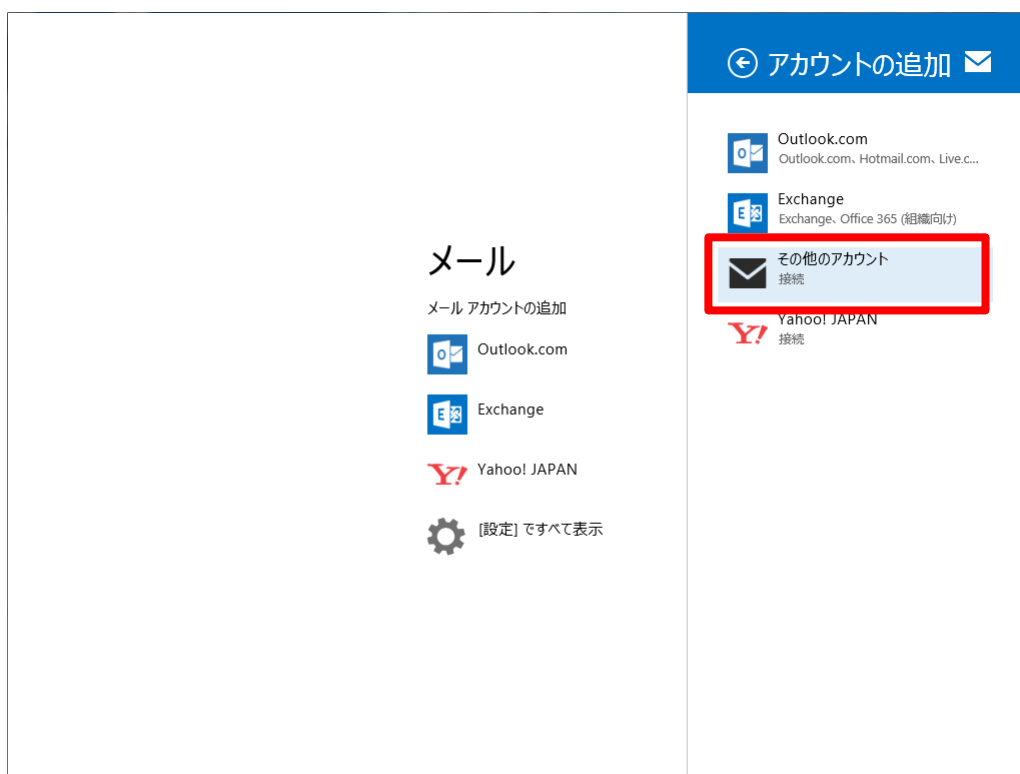 アカウントの追加
Outlook.com
Outlook.com、Hotmail.com、Live.c...
Exchange
Exchange、Office 365 (組織向け)
その他のアカウント
接続
Yahoo! JAPAN
接続
メール
メール アカウントの追加
Outlook.com
Exchange
Yahoo! JAPAN
[設定] ですべて表示